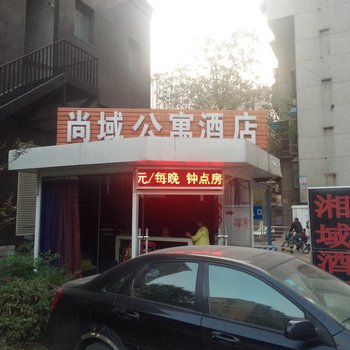 尚域公寓酒店
元/每晚 钟点房
湘域酒